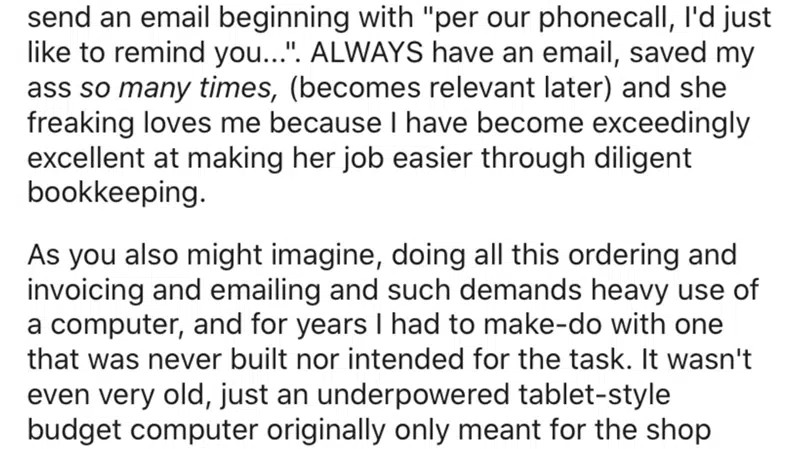 send an email beginning with "per our phonecall, I'd just
like to remind you...". ALWAYS have an email, saved my
ass so many times, (becomes relevant later) and she
freaking loves me because I have become exceedingly
excellent at making her job easier through diligent
bookkeeping.
As you also might imagine, doing all this ordering and
invoicing and emailing and such demands heavy use of
a computer, and for years I had to make-do with one
that was never built nor intended for the task. It wasn't
even very old, just an underpowered tablet-style
budget computer originally only meant for the shop